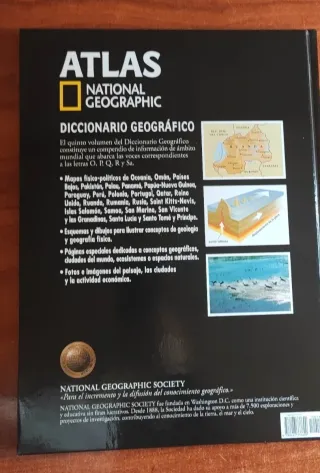 ATLAS
NATIONAL
GEOGRAPHIC
DICCIONARIO GEOGRÁFICO
El quinto volumen del Diccionario Geográfico
constituye un compendio de información de ámbito
mundial que abarca las voces correspondientes
a las letras O, P, Q, R y Sa.
• Mapas físico-políticos de Oceanía, Omán, Países
Bajos, Pakistán, Palau, Panamá, Papúa-Nueva Guinea,
Paraguay, Perú, Polonia, Portugal, Qatar, Reino
Unido, Ruanda, Rumania, Rusia, Saint Kitts-Nevis,
Islas Salomón, Samoa, San Marino, San Vicente
y las Granadinas, Santa Lucía y Santo Tomé y Príncipe.
• Esquemas y dibujos para ilustrar conceptos de geología
y geografía física.
• Páginas especiales dedicadas a conceptos geográficos,
ciudades del mundo, ecosistemas o espacios naturales.
• Fotos e imágenes del paisaje, las ciudades
y la actividad económica.
NATIONAL GEOGRAPHIC SOCIETY
«Para el incremento y la difusión del conocimiento geográfico.»
NATIONAL GEOGRAPHIC SOCIETY fue fundada en Washington D.C. como una institución científica
y educativa sin fines lucrativos. Desde 1888, la Sociedad ha dado su apoyo a más de 7.500 exploraciones y
proyectos de investigación, contribuyendo al conocimiento de la tierra, el mar y el cielo.